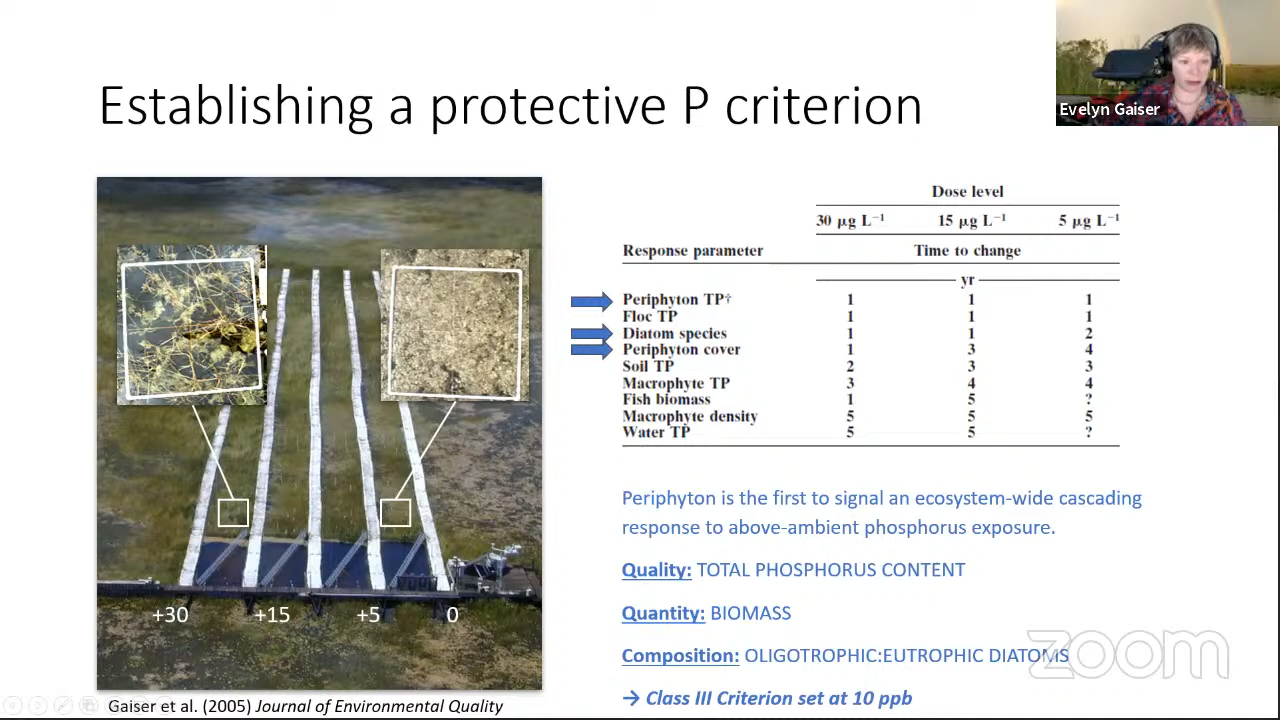 Establishing a protective P criterion
Evelyn Gaiser
Dose level
30 µg L⁻¹ 15 µg L⁻¹ 5 µg L⁻¹
Response parameter Time to change
yr
Periphyton TP† 1 1 1
Floc TP 1 1 1
Diatom species 1 1 2
Periphyton cover 1 3 4
Soil TP 2 3 3
Macrophyte TP 3 4 4
Fish biomass 1 5 ?
Macrophyte density 5 5 5
Water TP 5 5 ?
+30 +15 +5 0
Gaiser et al. (2005) Journal of Environmental Quality
Periphyton is the first to signal an ecosystem-wide cascading
response to above-ambient phosphorus exposure.
Quality: TOTAL PHOSPHORUS CONTENT
Quantity: BIOMASS
Composition: OLIGOTROPHIC:EUTROPHIC DIATOMS
→ Class III Criterion set at 10 ppb
zoom